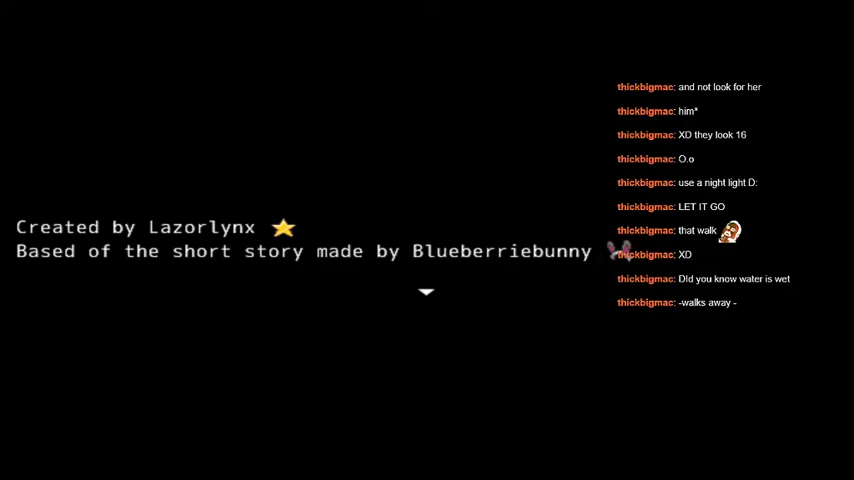 Created by Lazorlynx
Based of the short story made by Blueberriebunny
thickbigmac: and not look for her
thickbigmac: him*
thickbigmac: XD they look 16
thickbigmac: O.o
thickbigmac: use a night light D:
thickbigmac: LET IT GO
thickbigmac: that walk
thickbigmac: XD
thickbigmac: DId you know water is wet
thickbigmac: -walks away -